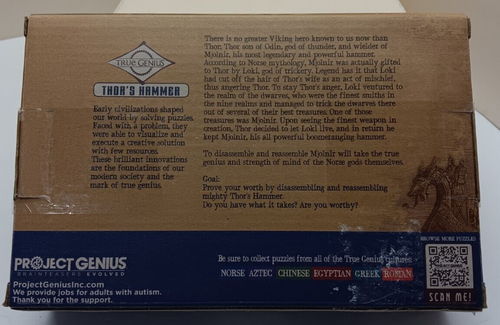 TRUE GENIUS
THOR'S HAMMER
Early civilizations shaped
our world by solving puzzles.
Faced with a problem, they
were able to visualize and
execute a creative solution
with few resources.
These brilliant innovations
are the foundations of our
modern society and the
mark of true genius.
There is no greater Viking hero known to us now than
Thor. Thor son of Odin, god of thunder, and wielder of
Mjolnir, his most legendary and powerful hammer.
According to Norse mythology, Mjolnir was actually gifted
to Thor by Loki, god of trickery. Legend has it that Loki
had cut off the hair of Thor's wife as an act of mischief,
thus angering Thor. To stay Thor's anger, Loki ventured to
the realm of the dwarves, who were the finest smiths in
the nine realms and managed to trick the dwarves there
out of several of their best treasures. One of those
treasures was Mjolnir. Upon seeing the finest weapon in
creation, Thor decided to let Loki live, and in return he
kept Mjolnir, his all powerful boomeranging hammer.
To disassemble and reassemble Mjolnir will take the true
genius and strength of mind of the Norse gods themselves.
Goal:
Prove your worth by disassembling and reassembling
mighty Thor's Hammer.
Do you have what it takes? Are you worthy?
PROJECT GENIUS
BRAINTEASERS EVOLVED
ProjectGeniusInc.com
We provide jobs for adults with autism.
Thank you for the support.
Be sure to collect puzzles from all of the True Genius cultures:
NORSE AZTEC CHINESE EGYPTIAN GREEK ROMAN
BROWSE MORE PUZZLES
SCAN ME!